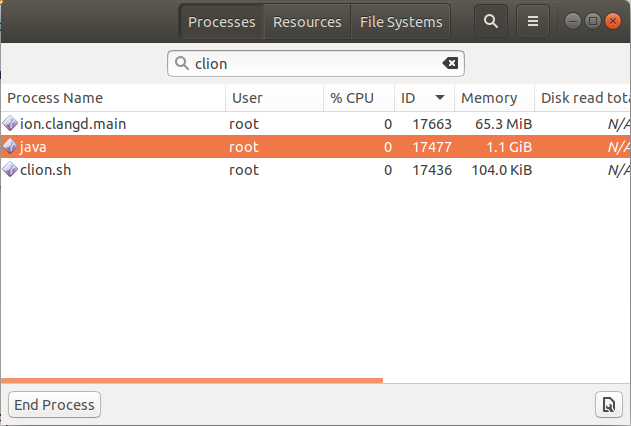 Processes Resources File Systems
clion
Process Name User % CPU ID Memory Disk read tota
ion.clangd.main root 0 17663 65.3 MiB N/A
java root 0 17477 1.1 GiB N/A
clion.sh root 0 17436 104.0 KiB N/A
End Process